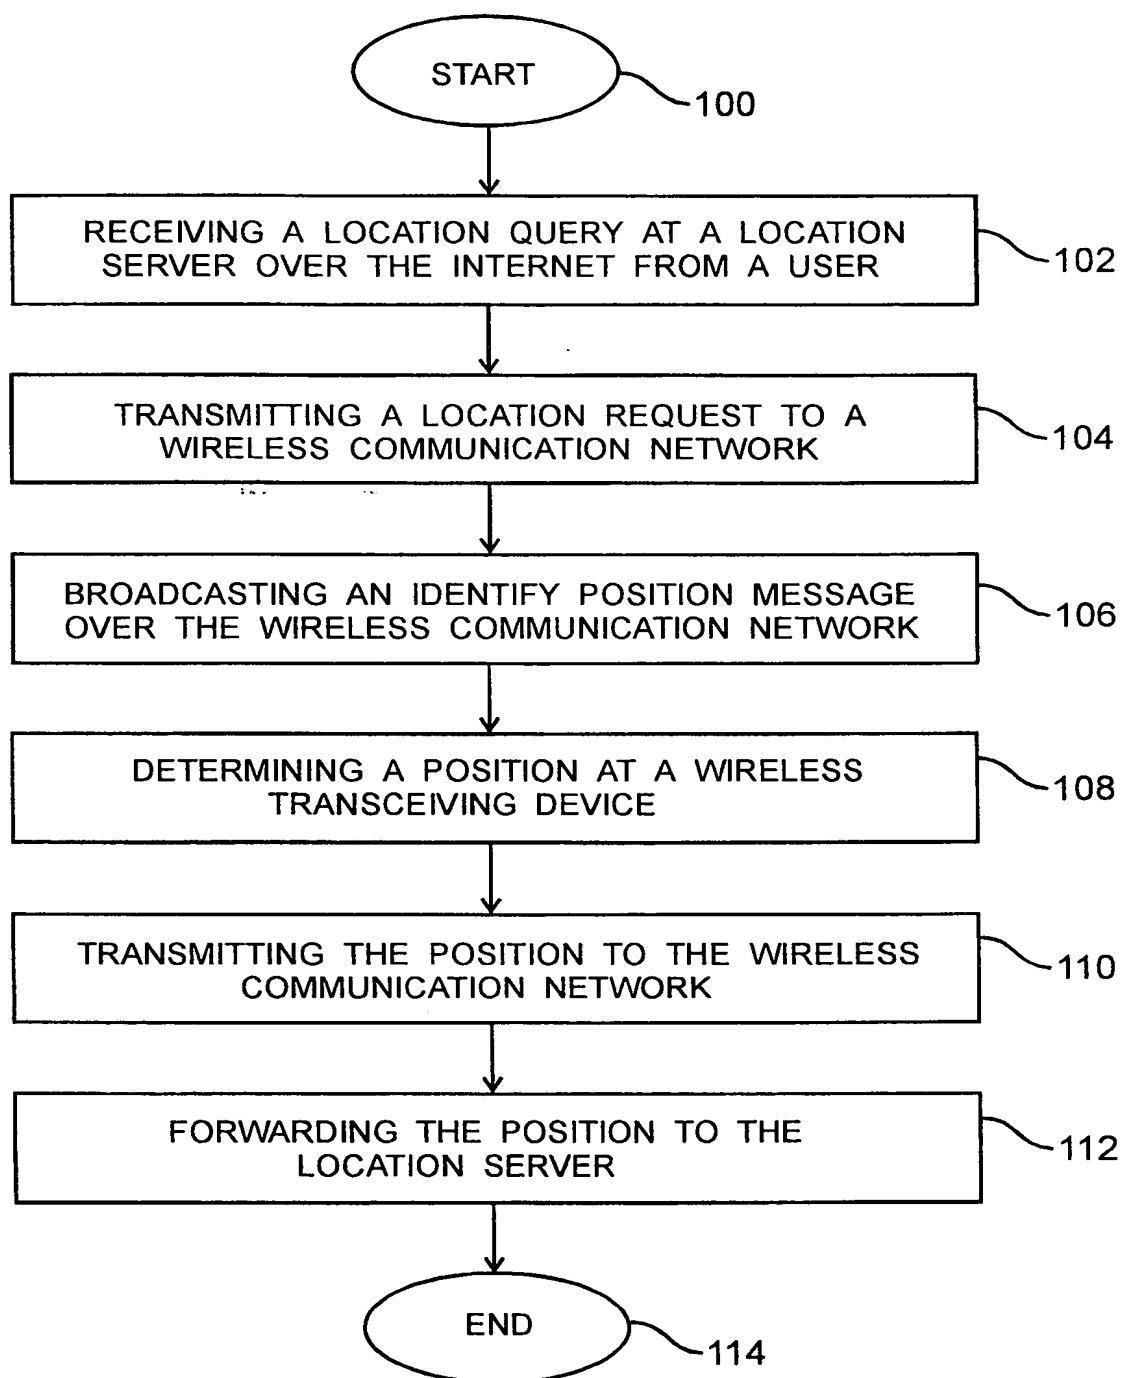 START
100
RECEIVING A LOCATION QUERY AT A LOCATION
SERVER OVER THE INTERNET FROM A USER
102
TRANSMITTING A LOCATION REQUEST TO A
WIRELESS COMMUNICATION NETWORK
104
BROADCASTING AN IDENTIFY POSITION MESSAGE
OVER THE WIRELESS COMMUNICATION NETWORK
106
DETERMINING A POSITION AT A WIRELESS
TRANSCEIVING DEVICE
108
TRANSMITTING THE POSITION TO THE WIRELESS
COMMUNICATION NETWORK
110
FORWARDING THE POSITION TO THE
LOCATION SERVER
112
END
114